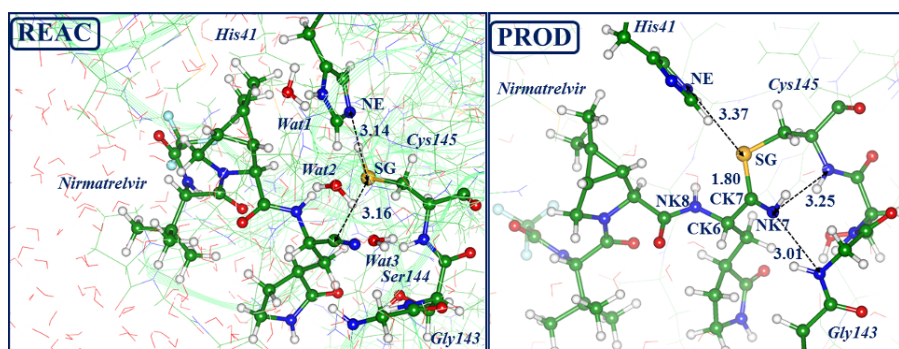 REAC
His41
NE
Wat1
3.14
Cys145
Wat2
SG
Nirmatrelvir
3.16
Wat3
Ser144
Gly143
PROD
His41
NE
Nirmatrelvir
Cys145
3.37
SG
1.80
CK7
NK8
3.25
CK6
NK7
3.01
Gly143